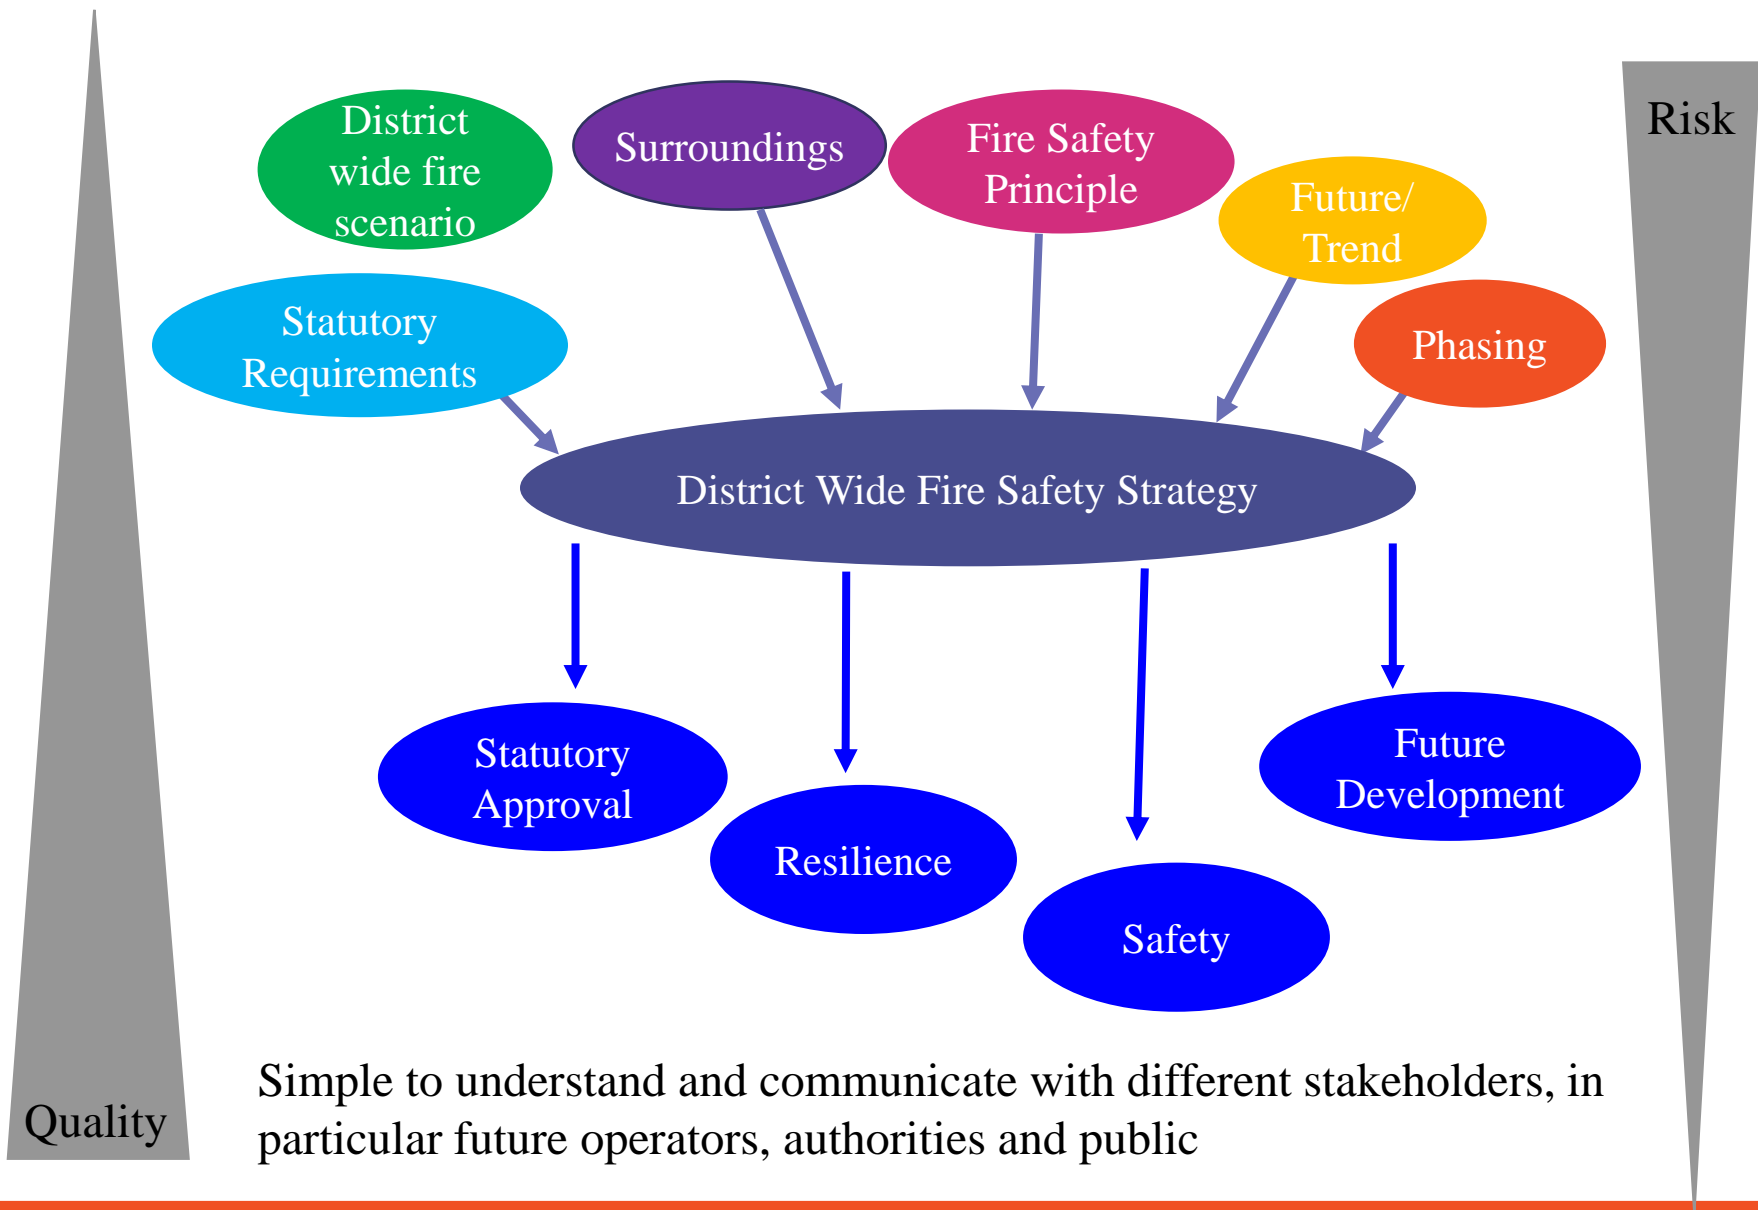 District
wide fire
scenario
Surroundings
Fire Safety
Principle
Future/
Trend
Risk
Statutory
Requirements
Phasing
District Wide Fire Safety Strategy
Statutory
Approval
Resilience
Safety
Future
Development
Quality
Simple to understand and communicate with different stakeholders, in
particular future operators, authorities and public